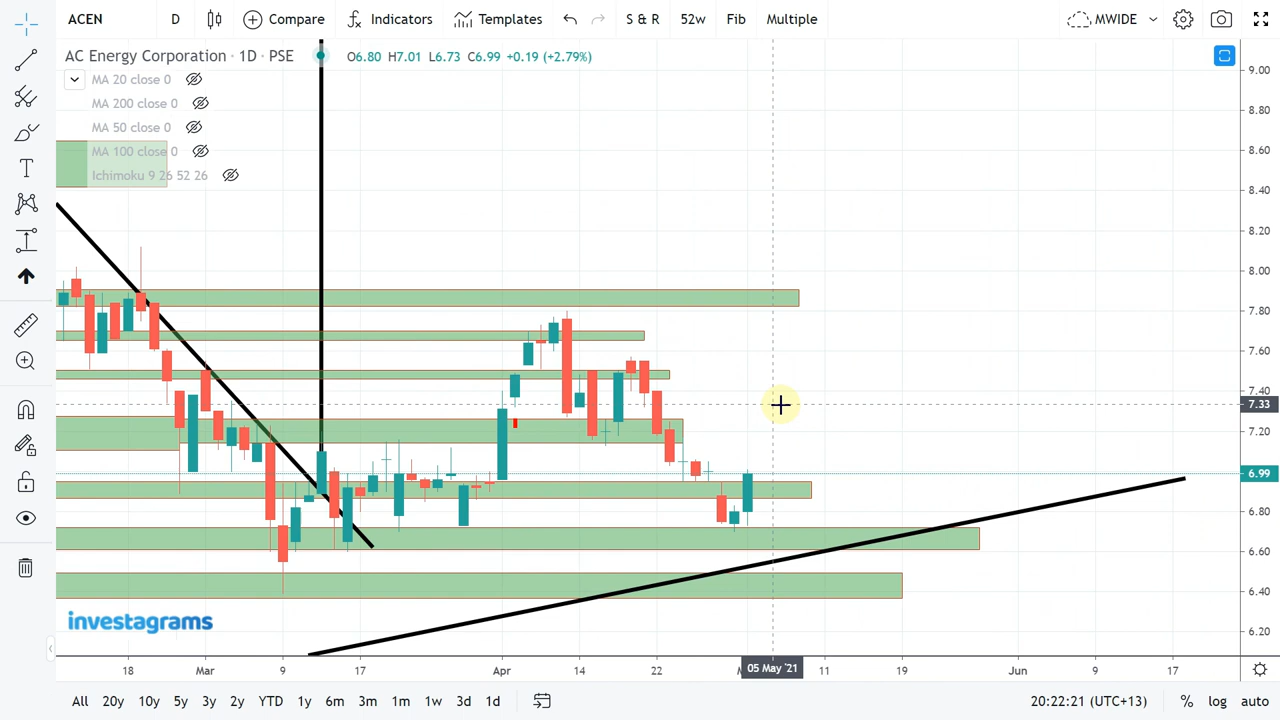 ACEN D Compare Indicators Templates S & R 52w Fib Multiple MWIDE
AC Energy Corporation · 1D · PSE O6.80 H7.01 L6.73 C6.99 +0.19 (+2.79%)
MA 20 close 0
MA 200 close 0
MA 50 close 0
MA 100 close 0
Ichimoku 9 26 52 26
9.00
8.80
8.60
8.40
8.20
8.00
7.80
7.60
7.40
7.33
7.20
6.99
6.80
6.60
6.40
6.20
investagrams
18 Mar 9 17 Apr 14 22 05 May '21 11 19 Jun 9 17
All 20y 10y 5y YTD 3y 2y 1y 6m 3m 1m 1w 3d 1d 20:22:21 (UTC+13) % log auto